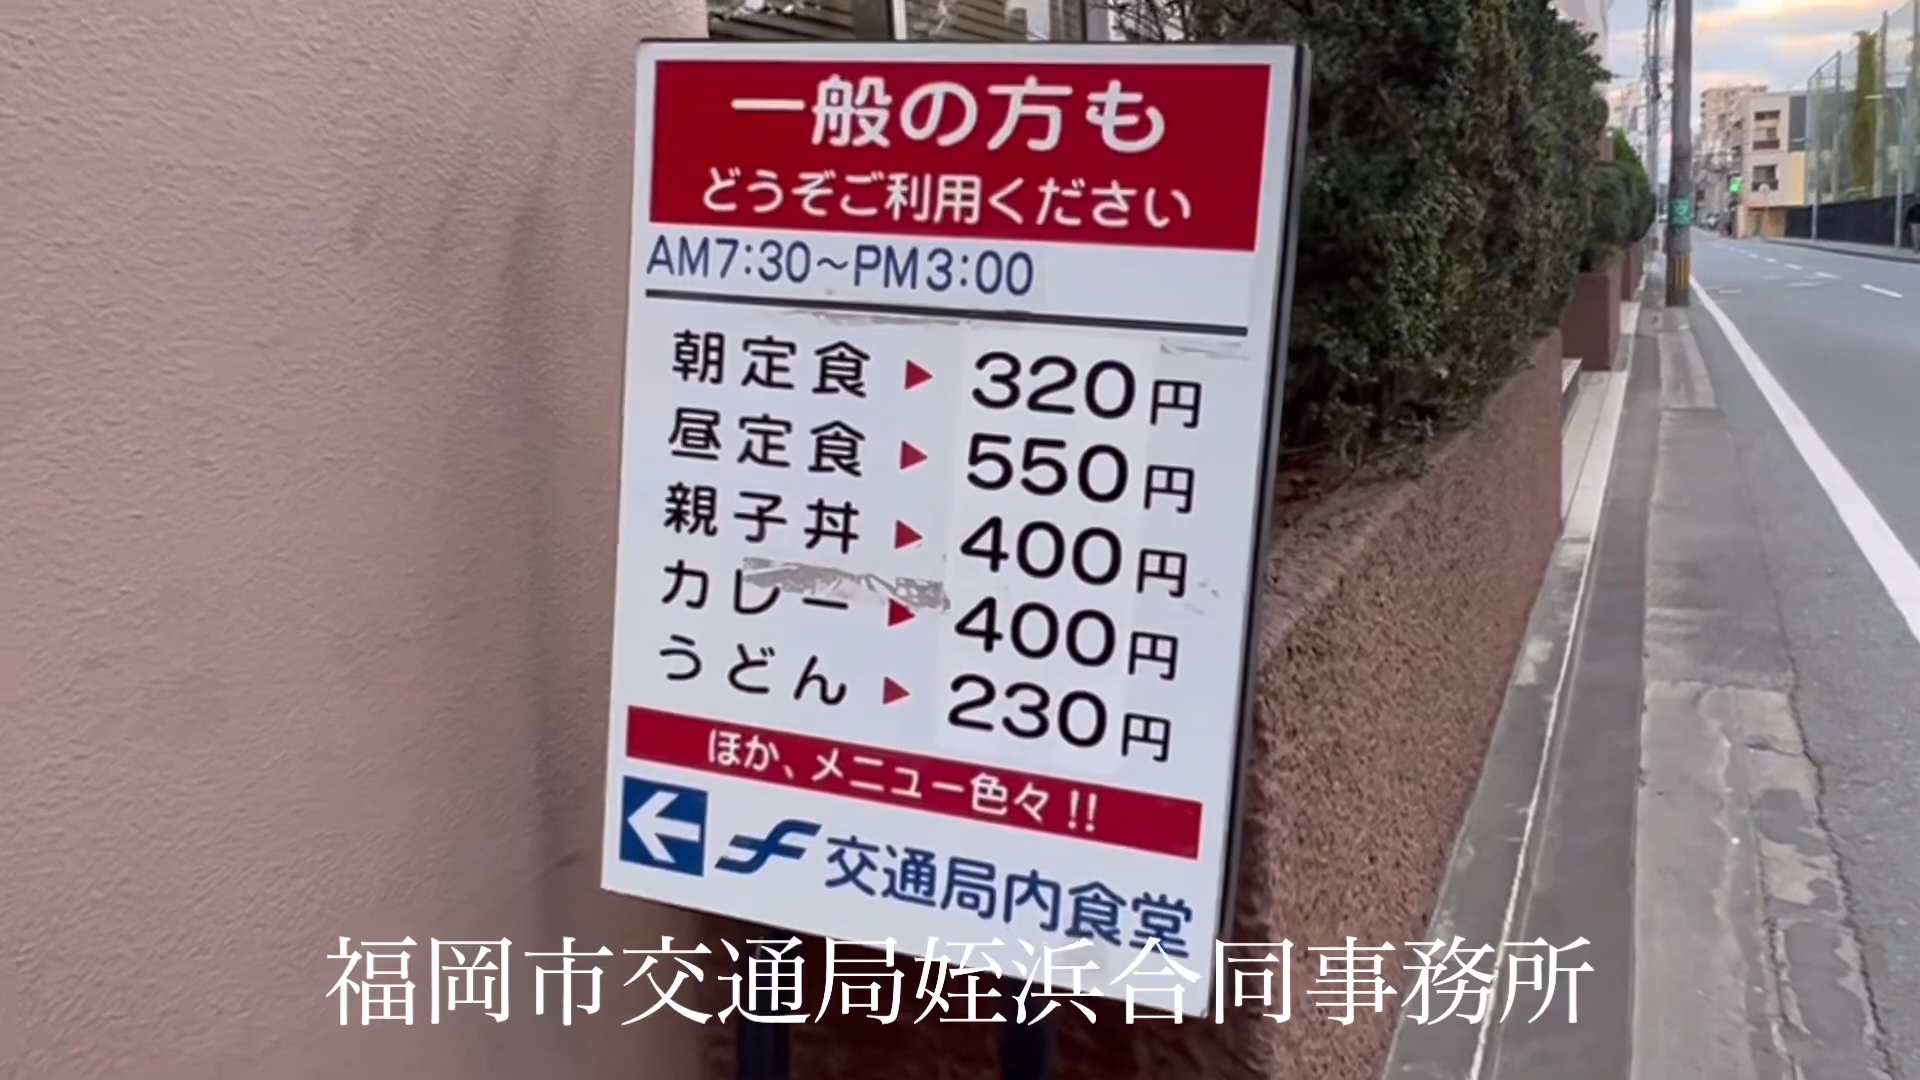 一般の方も
どうぞご利用ください
AM7:30～PM3:00
朝定食▶320円
昼定食▶550円
親子丼▶400円
カレー▶400円
うどん▶230円
ほか、メニュー色々!!
交通局内食堂
福岡市交通局姪浜合同事務所